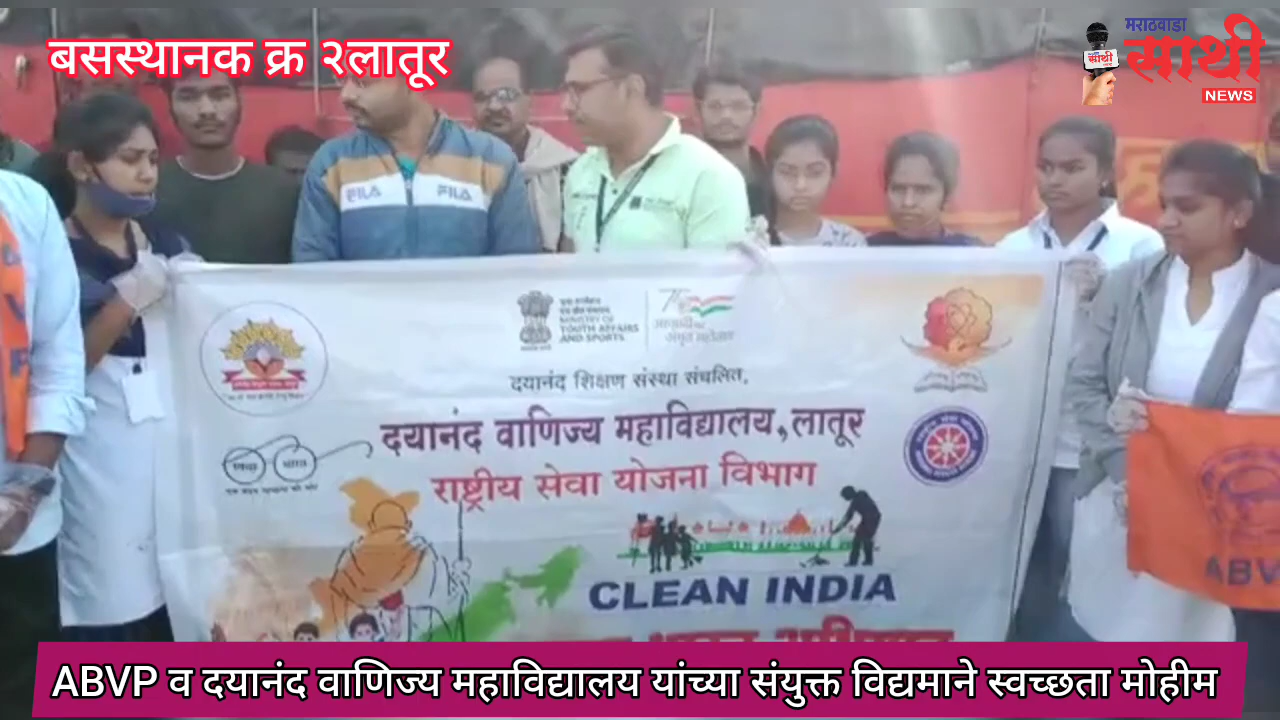 बसस्थानक क्र २लातूर
मराठवाडा
साथी
NEWS
साथी
FILA FILA
MINISTRY OF
YOUTH AFFAIRS
AND SPORTS
दयानंद शिक्षण संस्था संचलित,
दयानंद वाणिज्य महाविद्यालय,लातूर
राष्ट्रीय सेवा योजना विभाग
CLEAN INDIA
ABVP व दयानंद वाणिज्य महाविद्यालय यांच्या संयुक्त विद्यमाने स्वच्छता मोहीम